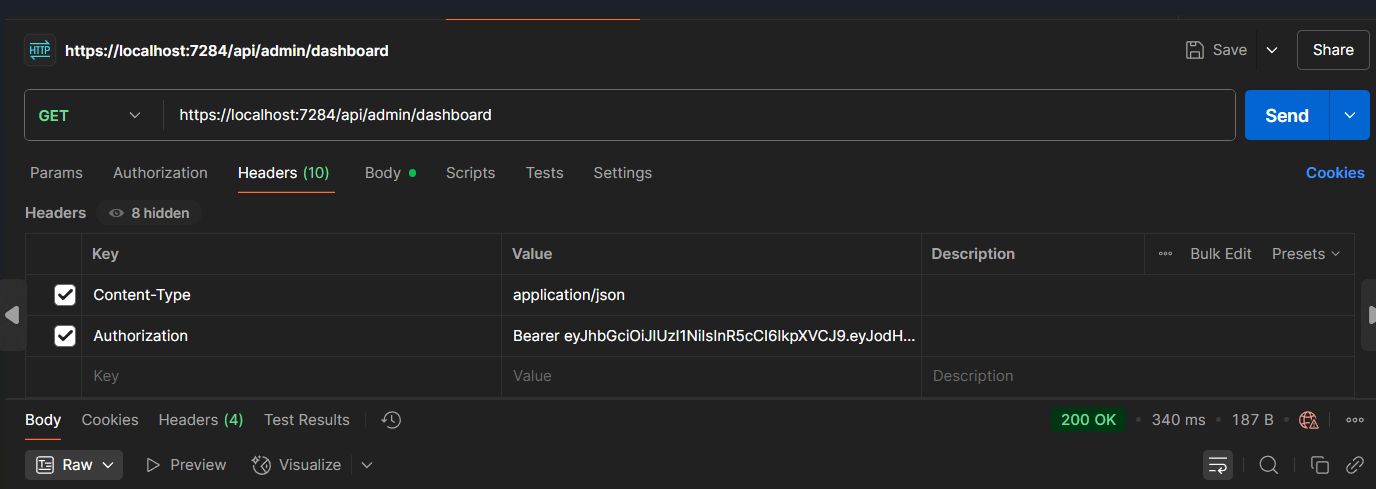 HTTP https://localhost:7284/api/admin/dashboard Save Share
GET https://localhost:7284/api/admin/dashboard Send
Params Authorization Headers (10) Body Scripts Tests Settings Cookies
Headers 8 hidden
Key Value Description Bulk Edit Presets
Content-Type application/json
Authorization Bearer eyJhbGciOiJIUzI1NiIsInR5cCI6IkpXVCJ9.eyJodH...
Key Value Description
Body Cookies Headers (4) Test Results 200 OK • 340 ms • 187 B
Raw Preview Visualize